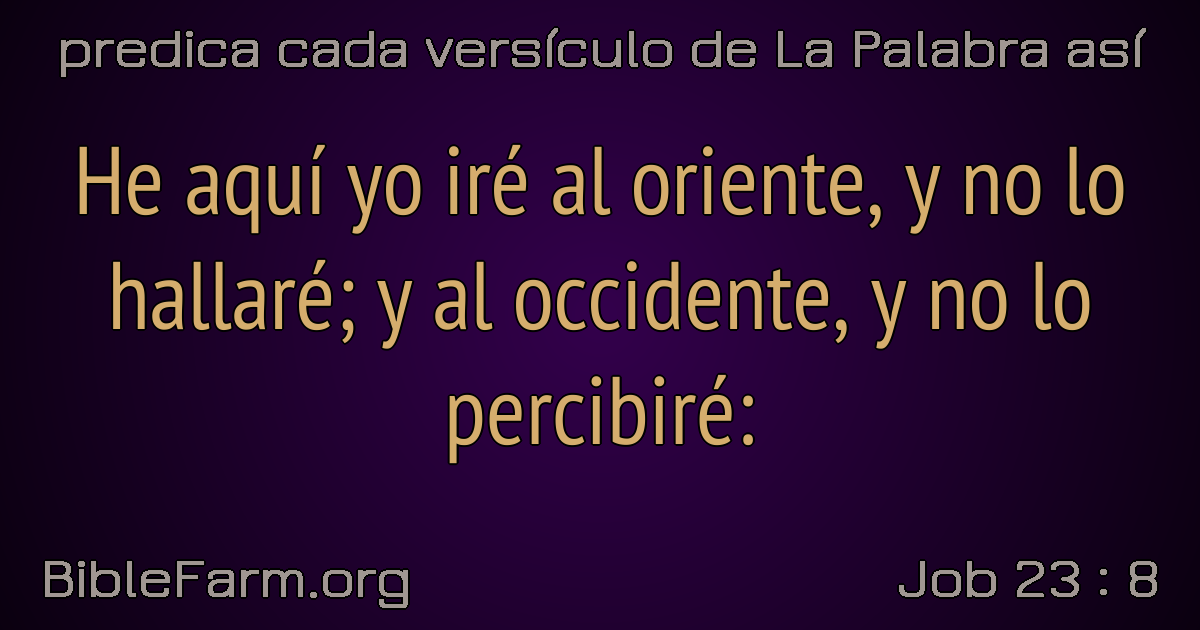 predica cada versículo de La Palabra así
He aquí yo iré al oriente, y no lo
hallaré; y al occidente, y no lo
percibiré:
BibleFarm.org
Job 23 : 8